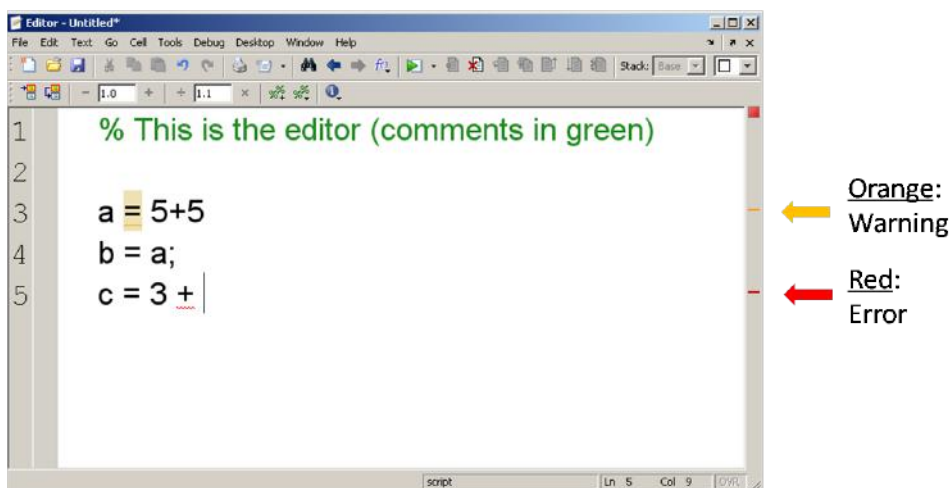 Editor - Untitled*
File Edit Text Go Cell Tools Debug Desktop Window Help
Stack: Base
- 1.0 + ÷ 1.1 ×
1 % This is the editor (comments in green)
2
3 a = 5+5
4 b = a;
5 c = 3 +
Orange:
Warning
Red:
Error
script Ln 5 Col 9 OVR